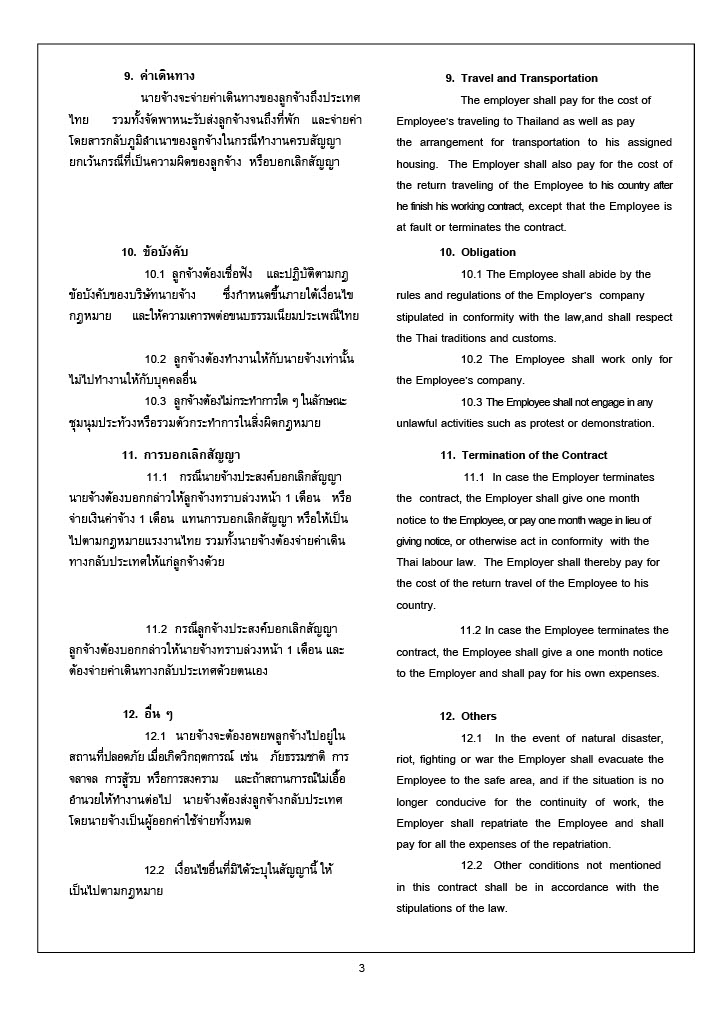 9. ค่าเดินทาง
นายจ้างจะจ่ายค่าเดินทางของลูกจ้างถึงประเทศ
ไทย รวมทั้งจัดพาหนะรับส่งลูกจ้างจนถึงที่พัก และจ่ายค่า
โดยสารกลับภูมิลำเนาของลูกจ้างในกรณีทำงานครบสัญญา
ยกเว้นกรณีที่เป็นความผิดของลูกจ้าง หรือบอกเลิกสัญญา
10. ข้อบังคับ
10.1 ลูกจ้างต้องเชื่อฟัง และปฏิบัติตามกฎ
ข้อบังคับของบริษัทนายจ้าง ซึ่งกำหนดขึ้นภายใต้เงื่อนไข
กฎหมาย และให้ความเคารพต่อขนบธรรมเนียมประเพณีไทย
10.2 ลูกจ้างต้องทำงานให้กับนายจ้างเท่านั้น
ไม่ไปทำงานให้กับบุคคลอื่น
10.3 ลูกจ้างต้องไม่กระทำการใด ๆ ในลักษณะ
ชุมนุมประท้วงหรือรวมตัวกระทำการในสิ่งผิดกฎหมาย
11. การบอกเลิกสัญญา
11.1 กรณีนายจ้างประสงค์บอกเลิกสัญญา
นายจ้างต้องบอกกล่าวให้ลูกจ้างทราบล่วงหน้า 1 เดือน หรือ
จ่ายเงินค่าจ้าง 1 เดือน แทนการบอกเลิกสัญญา หรือให้เป็น
ไปตามกฎหมายแรงงานไทย รวมทั้งนายจ้างต้องจ่ายค่าเดิน
ทางกลับประเทศให้แก่ลูกจ้างด้วย
11.2 กรณีลูกจ้างประสงค์บอกเลิกสัญญา
ลูกจ้างต้องบอกกล่าวให้นายจ้างทราบล่วงหน้า 1 เดือน และ
ต้องจ่ายค่าเดินทางกลับประเทศด้วยตนเอง
12. อื่น ๆ
12.1 นายจ้างจะต้องอพยพลูกจ้างไปอยู่ใน
สถานที่ปลอดภัย เมื่อเกิดวิกฤตการณ์ เช่น ภัยธรรมชาติ การ
จลาจล การสู้รบ หรือการสงคราม และถ้าสถานการณ์ไม่เอื้อ
อำนวยให้ทำงานต่อไป นายจ้างต้องส่งลูกจ้างกลับประเทศ
โดยนายจ้างเป็นผู้ออกค่าใช้จ่ายทั้งหมด
12.2 เงื่อนไขอื่นที่มิได้ระบุในสัญญานี้ ให้
เป็นไปตามกฎหมาย
9. Travel and Transportation
The employer shall pay for the cost of
Employee's traveling to Thailand as well as pay
the arrangement for transportation to his assigned
housing. The Employer shall also pay for the cost of
the return traveling of the Employee to his country after
he finish his working contract, except that the Employee is
at fault or terminates the contract.
10. Obligation
10.1 The Employee shall abide by the
rules and regulations of the Employer's company
stipulated in conformity with the law,and shall respect
the Thai traditions and customs.
10.2 The Employee shall work only for
the Employee's company.
10.3 The Employee shall not engage in any
unlawful activities such as protest or demonstration.
11. Termination of the Contract
11.1 In case the Employer terminates
the contract, the Employer shall give one month
notice to the Employee, or pay one month wage in lieu of
giving notice, or otherwise act in conformity with the
Thai labour law. The Employer shall thereby pay for
the cost of the return travel of the Employee to his
country.
11.2 In case the Employee terminates the
contract, the Employee shall give a one month notice
to the Employer and shall pay for his own expenses.
12. Others
12.1 In the event of natural disaster,
riot, fighting or war the Employer shall evacuate the
Employee to the safe area, and if the situation is no
longer conducive for the continuity of work, the
Employer shall repatriate the Employee and shall
pay for all the expenses of the repatriation.
12.2 Other conditions not mentioned
in this contract shall be in accordance with the
stipulations of the law.
3